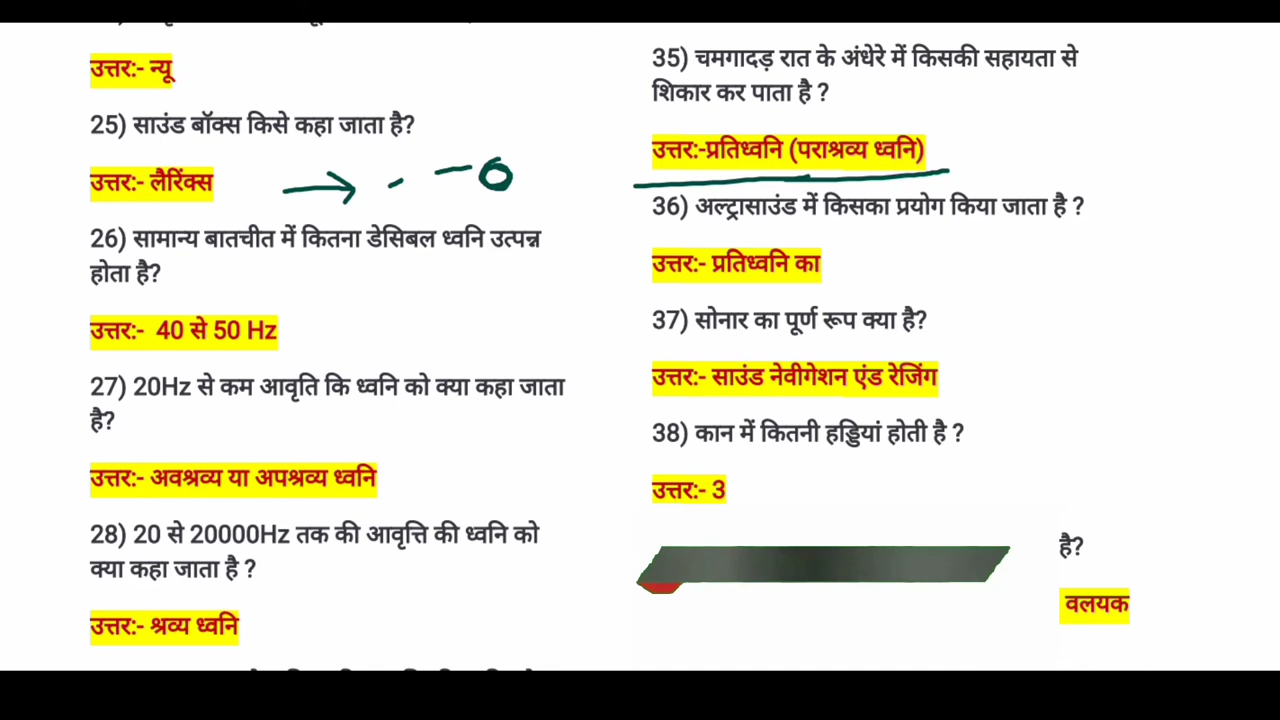 उत्तर:- न्यू
25) साउंड बॉक्स किसे कहा जाता है?
उत्तर:- लैरिंक्स
26) सामान्य बातचीत में कितना डेसिबल ध्वनि उत्पन्न
होता है?
उत्तर:- 40 से 50 Hz
27) 20Hz से कम आवृति कि ध्वनि को क्या कहा जाता
है?
उत्तर:- अवश्रव्य या अपश्रव्य ध्वनि
28) 20 से 20000Hz तक की आवृत्ति की ध्वनि को
क्या कहा जाता है ?
उत्तर:- श्रव्य ध्वनि
35) चमगादड़ रात के अंधेरे में किसकी सहायता से
शिकार कर पाता है ?
उत्तर:-प्रतिध्वनि (पराश्रव्य ध्वनि)
36) अल्ट्रासाउंड में किसका प्रयोग किया जाता है ?
उत्तर:- प्रतिध्वनि का
37) सोनार का पूर्ण रूप क्या है?
उत्तर:- साउंड नेवीगेशन एंड रेजिंग
38) कान में कितनी हड्डियां होती है ?
उत्तर:- 3
है?
वलयक